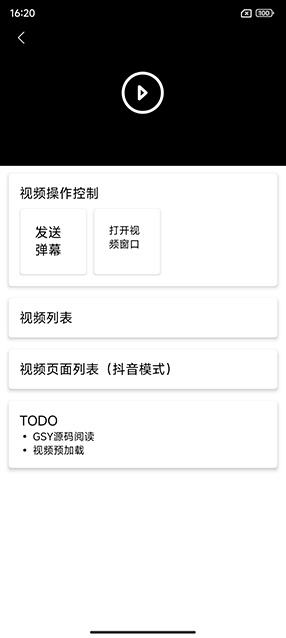 16:20
100
视频操作控制
发送
弹幕
打开视
频窗口
视频列表
视频页面列表（抖音模式）
TODO
• GSY源码阅读
• 视频预加载